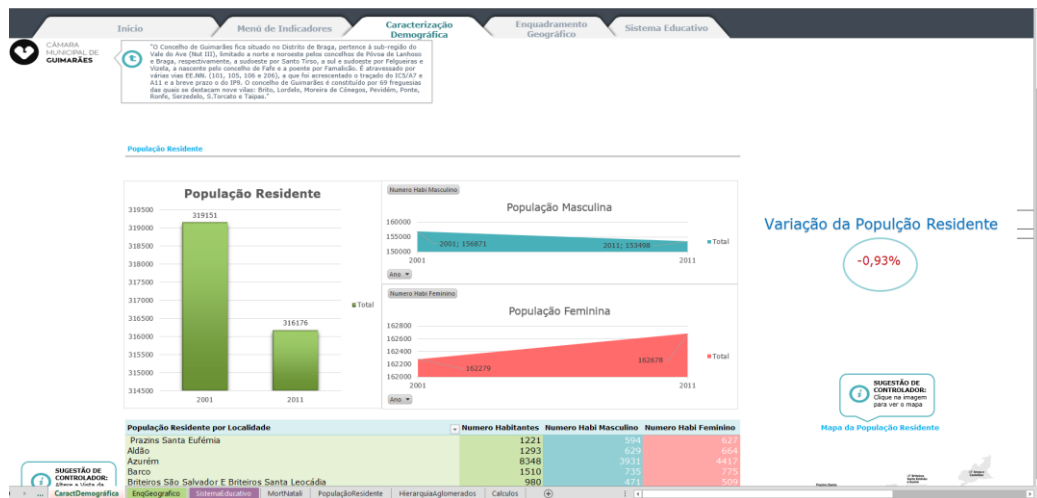 Início
Menú de Indicadores
Caracterização
Demográfica
Enquadramento
Geográfico
Sistema Educativo
CÂMARA
MUNICIPAL DE
GUIMARÃES
"O Concelho de Guimarães fica situado no Distrito de Braga, pertence à sub-região do
Vale do Ave (Nut III), limitado a norte e noroeste pelos concelhos de Póvoa de Lanhoso
e Braga, respectivamente, a sudoeste por Santo Tirso, a sul e sudoeste por Felgueiras e
Vizela, a nascente pelo concelho de Fafe e a poente por Famalicão. É atravessado por
várias vias EE.NN. (101, 105, 106 e 206), a que foi acrescentado o traçado do IC5/A7 e
A11 e a breve prazo o do IP9. O concelho de Guimarães é constituído por 69 freguesias
das quais se destacam nove vilas: Brito, Lordelo, Moreira de Cónegos, Pevidém, Ponte,
Ronfe, Serzedelo, S.Torcato e Taipas."
População Residente
População Residente
319500
319000
318500
318000
317500
317000
316500
316000
315500
315000
314500
319151
316176
2001
2011
Total
Numero Habi Masculino
População Masculina
160000
155000
150000
2001; 156871
2011; 153498
2001
2011
Total
Ano
Numero Habi Feminino
População Feminina
162800
162600
162400
162200
162000
162279
162678
2001
2011
Total
Ano
Variação da Populção Residente
-0,93%
SUGESTÃO DE
CONTROLADOR:
Clique na imagem
para ver o mapa
Mapa da População Residente
População Residente por Localidade Numero Habitantes Numero Habi Masculino Numero Habi Feminino
Prazins Santa Eufémia 1221 594 627
Aldão 1293 629 664
Azurém 8348 3931 4417
Barco 1510 735 775
Briteiros São Salvador E Briteiros Santa Leocádia 980 471 509
SUGESTÃO DE
CONTROLADOR:
... CaractDemográfica EnqGeografico SistemaEducativo MortNatali PopulaçãoResidente HierarquiaAglomerados Calculos